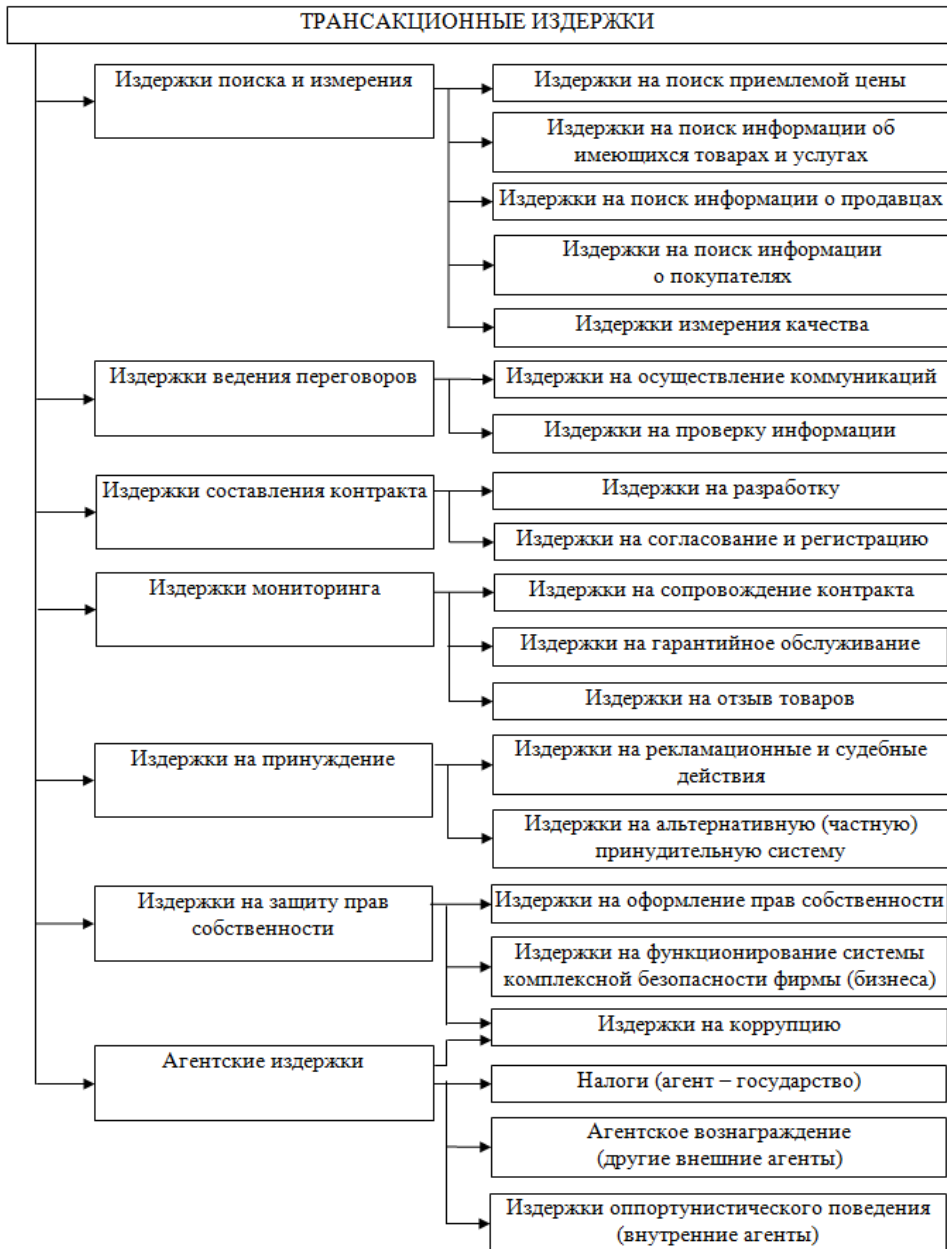 ТРАНСАКЦИОННЫЕ ИЗДЕРЖКИ
Издержки поиска и измерения
Издержки на поиск приемлемой цены
Издержки на поиск информации об
имеющихся товарах и услугах
Издержки на поиск информации о продавцах
Издержки на поиск информации
о покупателях
Издержки измерения качества
Издержки ведения переговоров
Издержки на осуществление коммуникаций
Издержки на проверку информации
Издержки составления контракта
Издержки на разработку
Издержки на согласование и регистрацию
Издержки мониторинга
Издержки на сопровождение контракта
Издержки на гарантийное обслуживание
Издержки на отзыв товаров
Издержки на принуждение
Издержки на рекламационные и судебные
действия
Издержки на альтернативную (частную)
принудительную систему
Издержки на защиту прав
собственности
Издержки на оформление прав собственности
Издержки на функционирование системы
комплексной безопасности фирмы (бизнеса)
Издержки на коррупцию
Агентские издержки
Налоги (агент – государство)
Агентское вознаграждение
(другие внешние агенты)
Издержки оппортунистического поведения
(внутренние агенты)